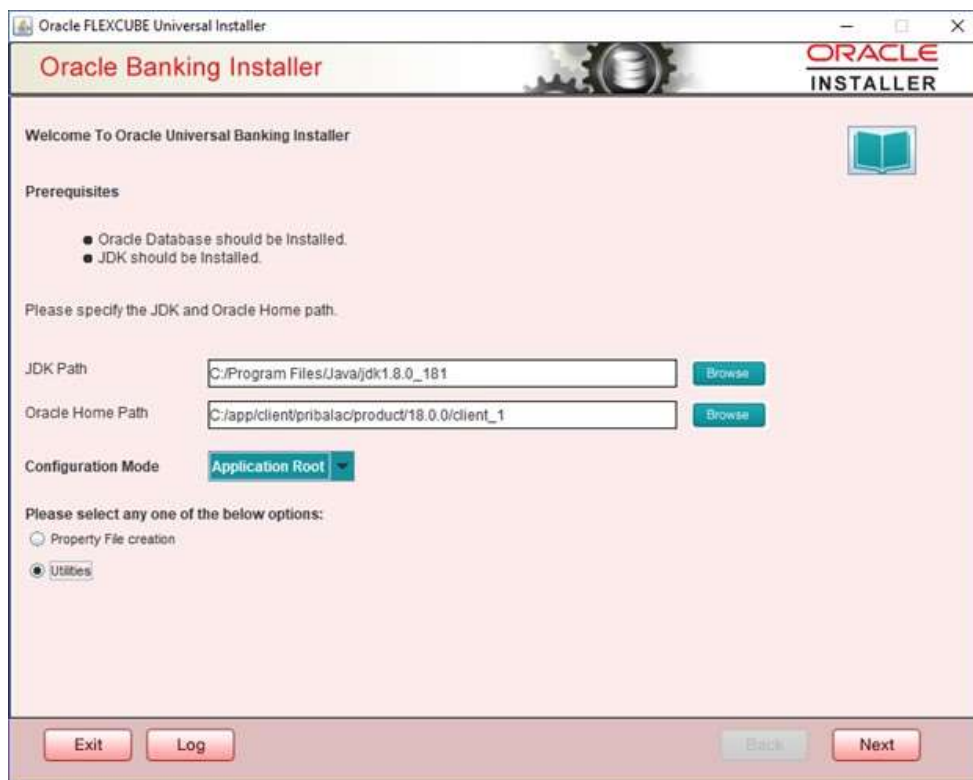 Oracle FLEXCUBE Universal Installer
Oracle Banking Installer
ORACLE
INSTALLER
Welcome To Oracle Universal Banking Installer
Prerequisites
Oracle Database should be Installed.
JDK should be Installed.
Please specify the JDK and Oracle Home path.
JDK Path
C:/Program Files/Java/jdk1.8.0_181
Browse
Oracle Home Path
C:/app/client/pribalac/product/18.0.0/client_1
Browse
Configuration Mode
Application Root
Please select any one of the below options:
Property File creation
Utilities
Exit
Log
Back
Next